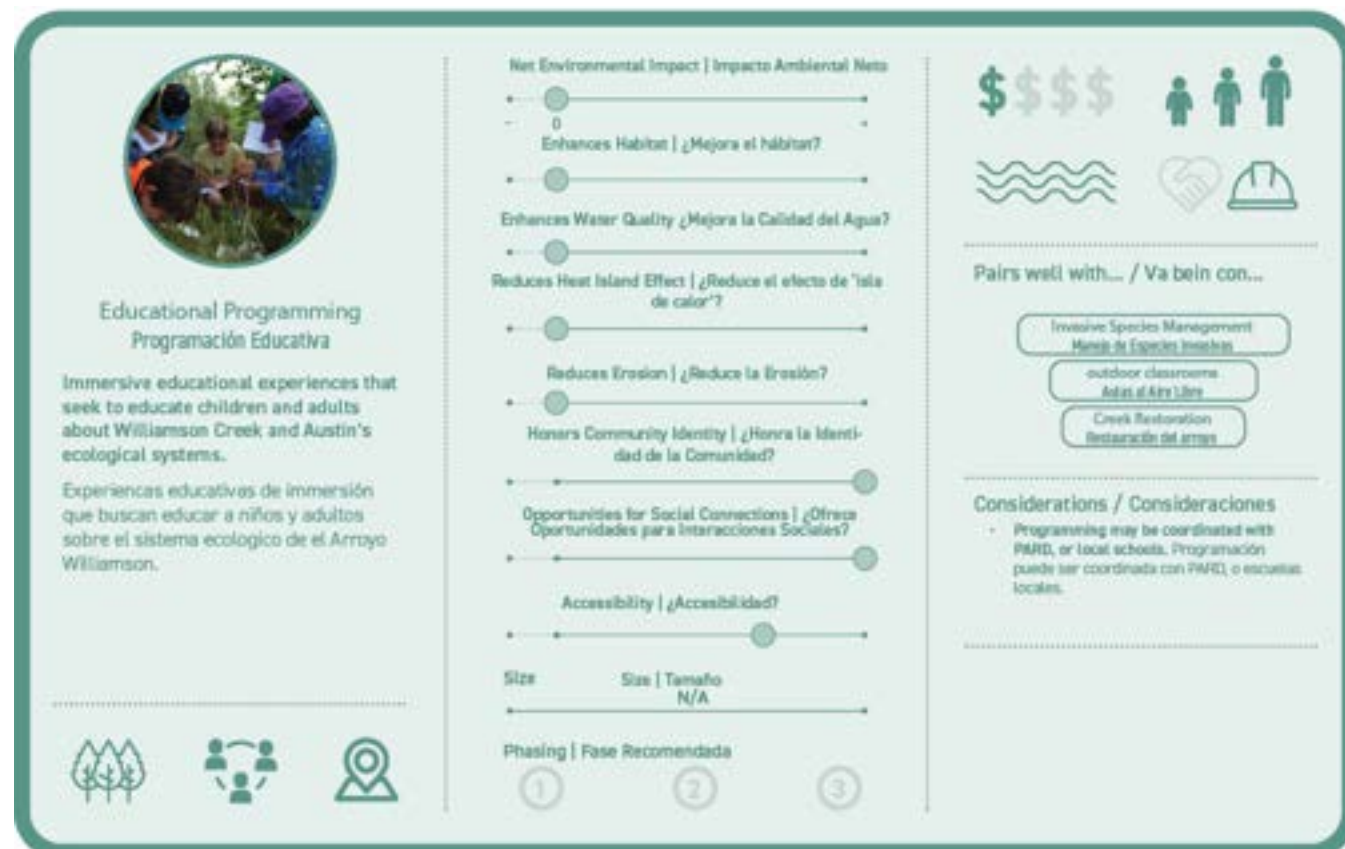 Educational Programming
Programación Educativa
Immersive educational experiences that
seek to educate children and adults
about Williamson Creek and Austin's
ecological systems.
Experiencas educativas de immersión
que buscan educar a niños y adultos
sobre el sistema ecologico de el Arroyo
Williamson.
Net Environmental Impact | Impacto Ambiental Neto
- 0 +
Enhances Habitat | ¿Mejora el hábitat?
Enhances Water Quality ¿Mejora la Calidad del Agua?
Reduces Heat Island Effect | ¿Reduce el efecto de "isla
de calor"?
Reduces Erosion | ¿Reduce la Erosión?
Honors Community Identity | ¿Honra la Identi-
dad de la Comunidad?
Opportunities for Social Connections | ¿Ofrece
Oportunidades para Interacciones Sociales?
Accessibility | ¿Accesibilidad?
Size Size | Tamaño
N/A
Phasing | Fase Recomendada
1 2 3
$$$$
Pairs well with... / Va bein con...
Invasive Species Management
Manejo de Especies Invasivas
outdoor classrooms
Aulas al Aire Libre
Creek Restoration
Restauración del arroyo
Considerations / Consideraciones
- Programming may be coordinated with
PARD, or local schools. Programación
puede ser coordinada con PARD, o escuelas
locales.